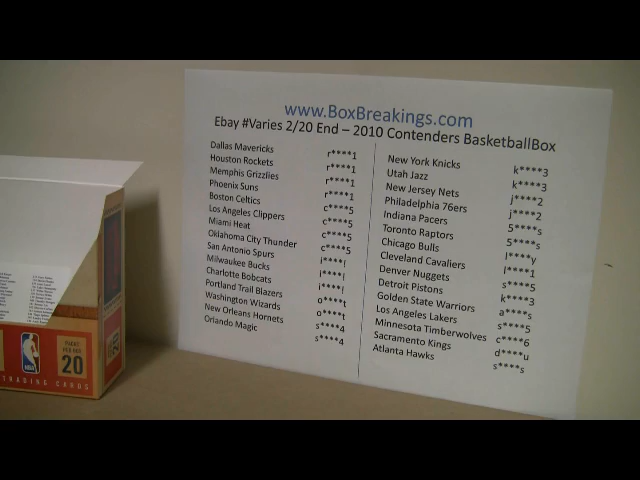 www.BoxBreakings.com
Ebay #Varies 2/20 End – 2010 Contenders BasketballBox
Dallas Mavericks r****1
Houston Rockets r****1
Memphis Grizzlies r****1
Phoenix Suns r****1
Boston Celtics c****5
Los Angeles Clippers c****5
Miami Heat c****5
Oklahoma City Thunder c****5
San Antonio Spurs i****l
Milwaukee Bucks i****l
Charlotte Bobcats i****l
Portland Trail Blazers o****t
Washington Wizards o****t
New Orleans Hornets s****4
Orlando Magic s****4
New York Knicks k****3
Utah Jazz k****3
New Jersey Nets j****2
Philadelphia 76ers j****2
Indiana Pacers 5****s
Toronto Raptors 5****s
Chicago Bulls l****y
Cleveland Cavaliers l****1
Denver Nuggets s****5
Detroit Pistons k****3
Golden State Warriors a****s
Los Angeles Lakers s****5
Minnesota Timberwolves c****6
Sacramento Kings d****u
Atlanta Hawks s****s
20
NBA
TRADING CARDS